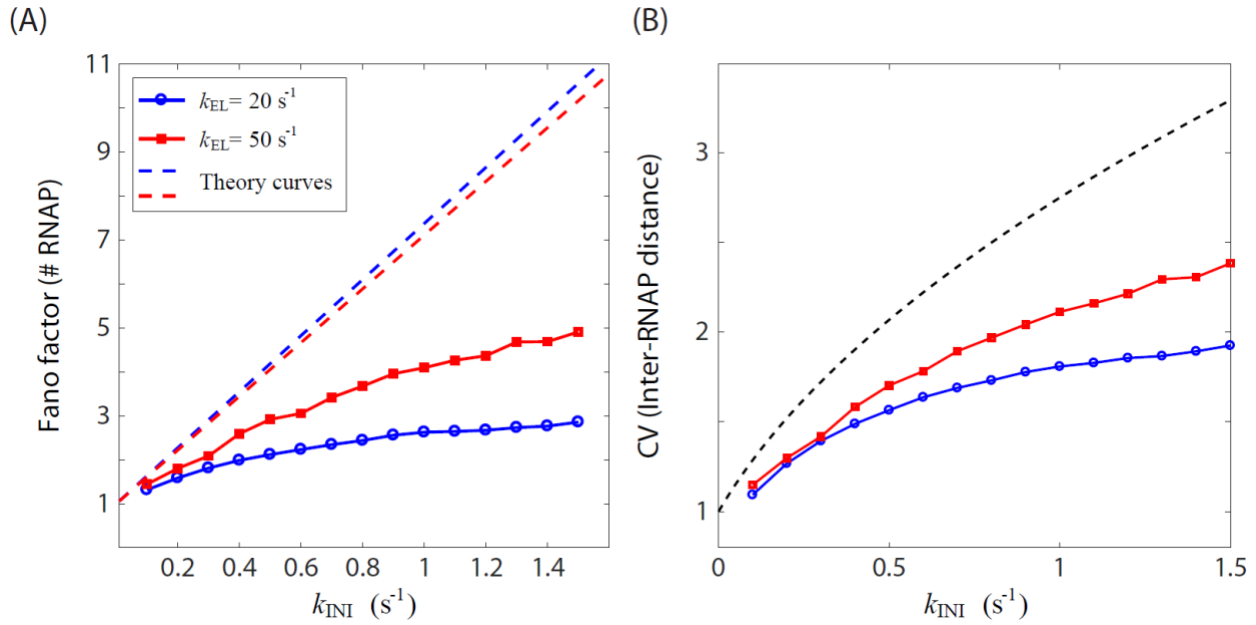 (A)
Fano factor (# RNAP)
11
9
7
5
3
1
k_EL= 20 s⁻¹
k_EL= 50 s⁻¹
Theory curves
0.2 0.4 0.6 0.8 1 1.2 1.4
k_INI (s⁻¹)
(B)
CV (Inter-RNAP distance)
3
2
1
0 0.5 1 1.5
k_INI (s⁻¹)